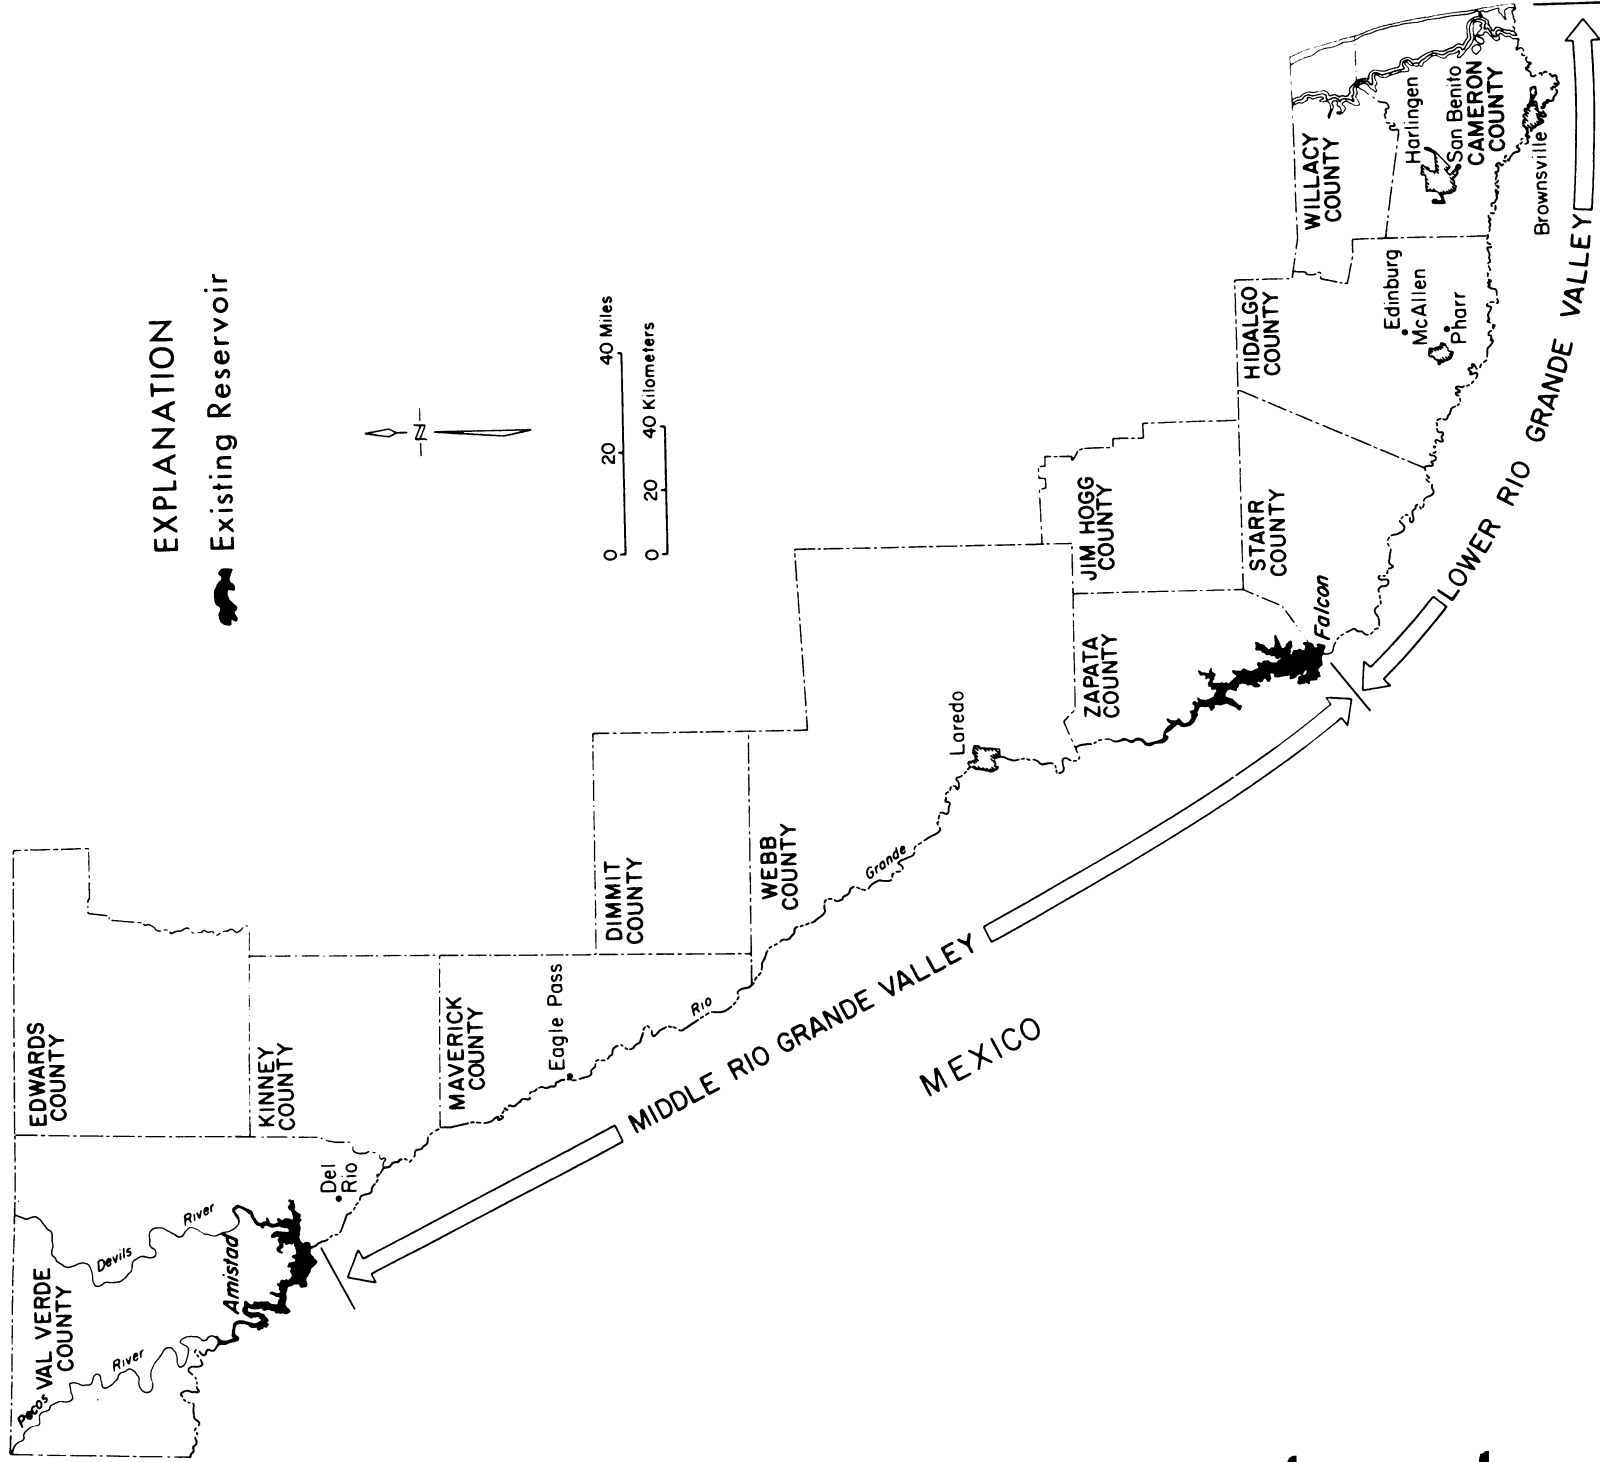 EXPLANATION
Existing Reservoir
N
0 20 40 Miles
0 20 40 Kilometers
Pecos
River
VAL VERDE
COUNTY
Devils
River
Amistad
Del
Rio
EDWARDS
COUNTY
KINNEY
COUNTY
MAVERICK
COUNTY
Eagle Pass
DIMMIT
COUNTY
Rio
Grande
WEBB
COUNTY
Laredo
ZAPATA
COUNTY
JIM HOGG
COUNTY
Falcon
STARR
COUNTY
HIDALGO
COUNTY
Edinburg
McAllen
Pharr
WILLACY
COUNTY
Harlingen
San Benito
CAMERON
COUNTY
Brownsville
MIDDLE RIO GRANDE VALLEY
LOWER RIO GRANDE VALLEY
MEXICO